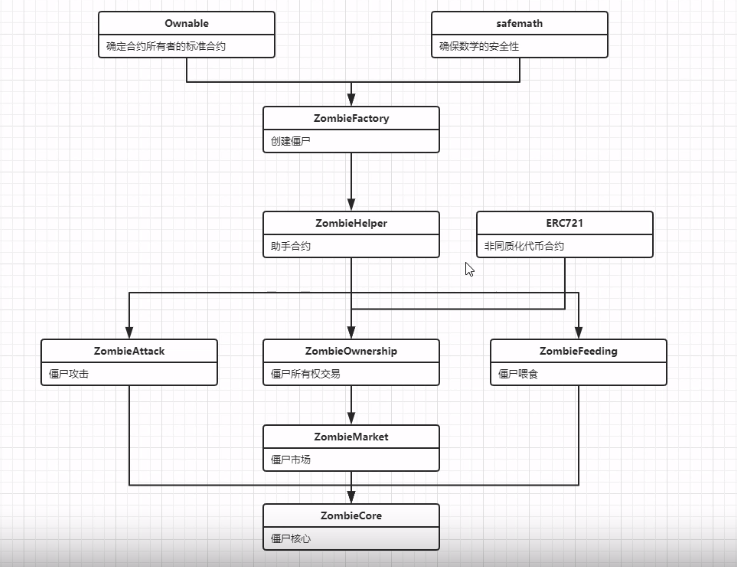 Ownable
确定合约所有者的标准合约
safemath
确保数学的安全性
ZombieFactory
创建僵尸
ZombieHelper
助手合约
ERC721
非同质化代币合约
ZombieAttack
僵尸攻击
ZombieOwnership
僵尸所有权交易
ZombieFeeding
僵尸喂食
ZombieMarket
僵尸市场
ZombieCore
僵尸核心